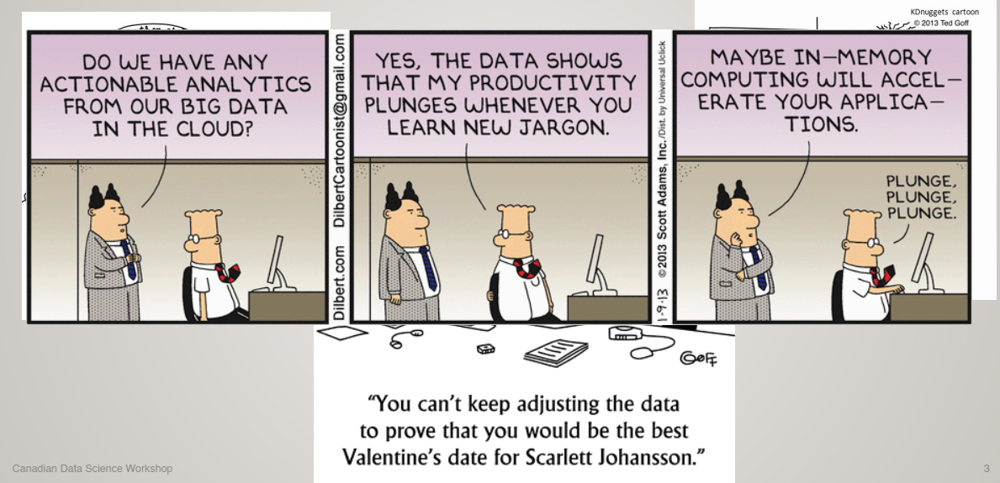 KDnuggets cartoon
© 2013 Ted Goff
DO WE HAVE ANY
ACTIONABLE ANALYTICS
FROM OUR BIG DATA
IN THE CLOUD?
DilbertCartoonist@gmail.com
Dilbert.com
YES, THE DATA SHOWS
THAT MY PRODUCTIVITY
PLUNGES WHENEVER YOU
LEARN NEW JARGON.
1-9-13 © 2013 Scott Adams, Inc. /Dist. by Universal Uclick
MAYBE IN-MEMORY
COMPUTING WILL ACCEL-
ERATE YOUR APPLICA-
TIONS.
PLUNGE,
PLUNGE,
PLUNGE.
GOFF
“You can’t keep adjusting the data
to prove that you would be the best
Valentine’s date for Scarlett Johansson.”
Canadian Data Science Workshop
3